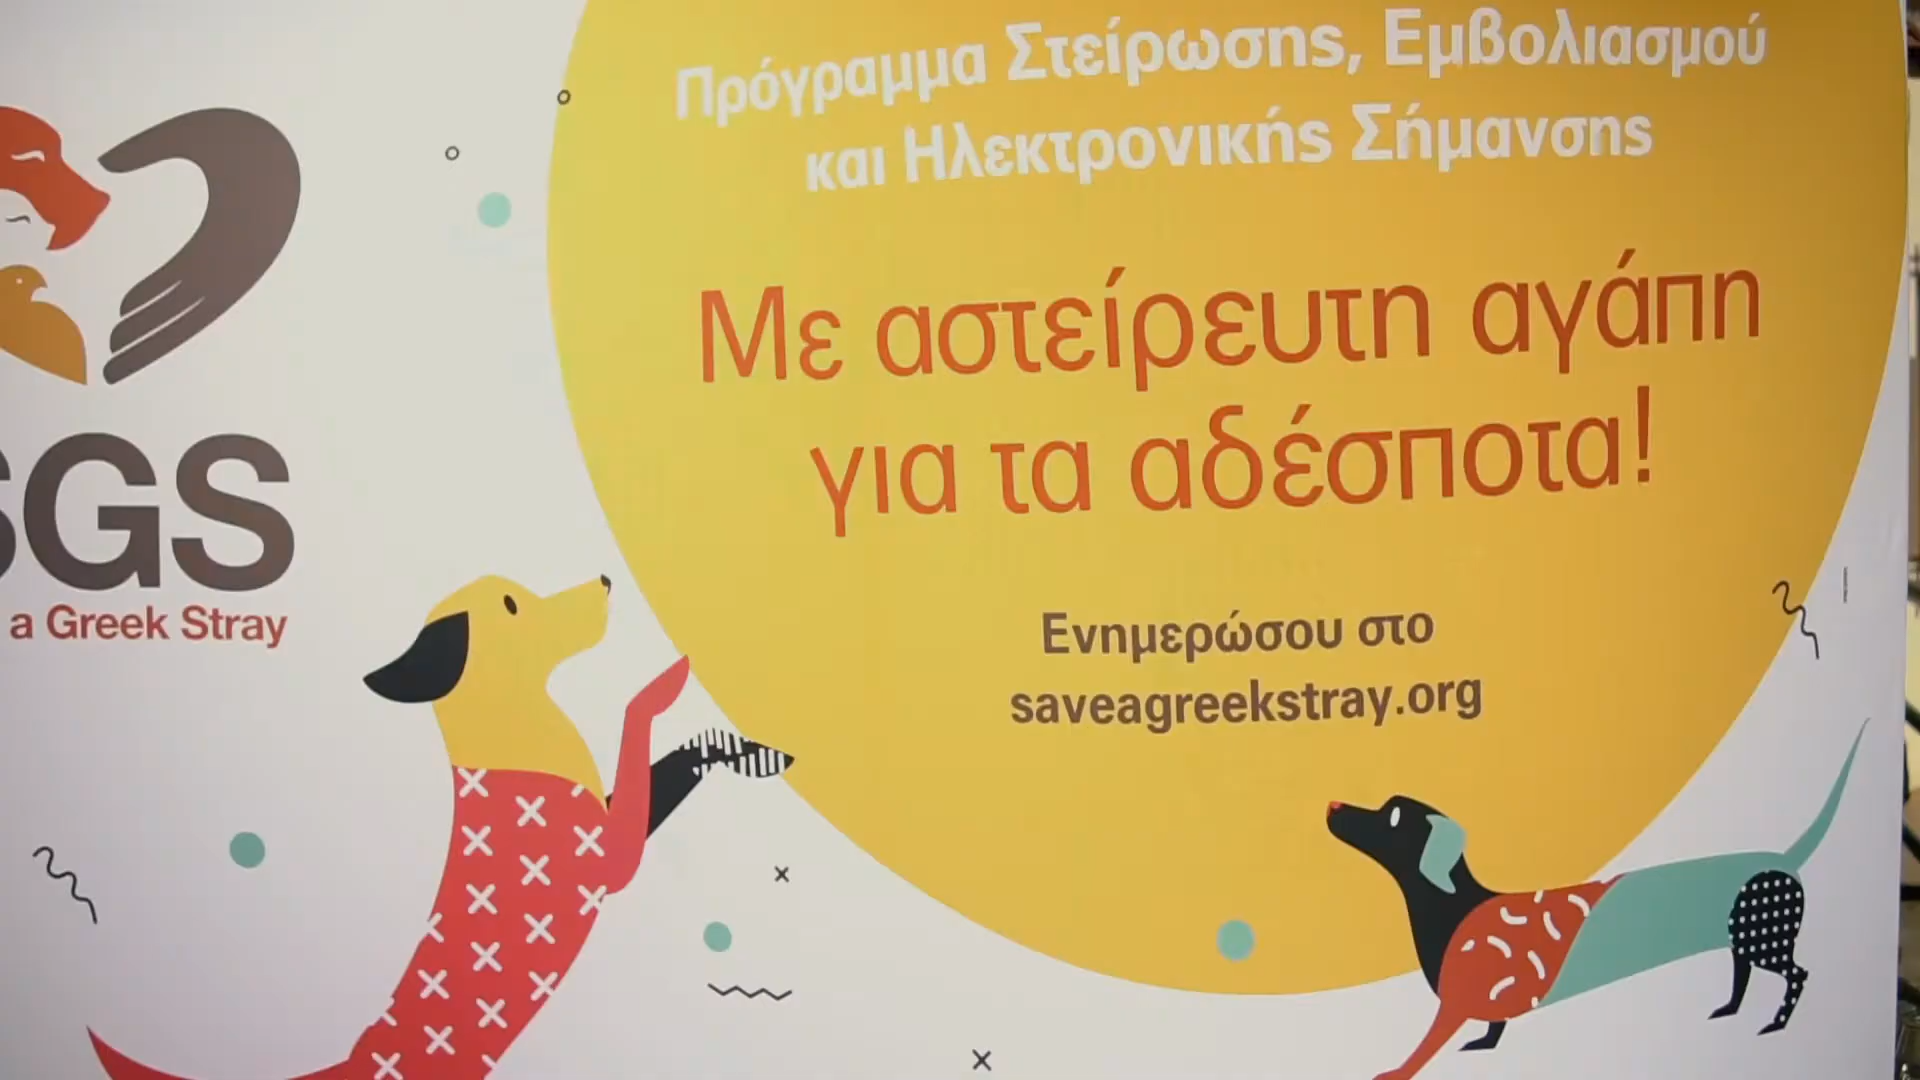 Πρόγραμμα Στείρωσης, Εμβολιασμού
και Ηλεκτρονικής Σήμανσης
Με αστείρευτη αγάπη
για τα αδέσποτα!
Ενημερώσου στο
saveagreekstray.org
SGS
a Greek Stray